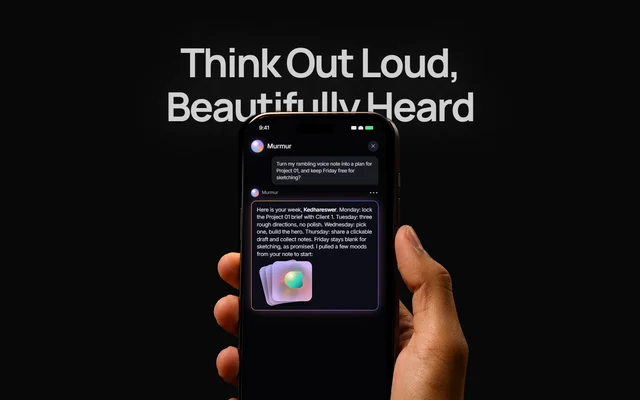 Think Out Loud,
Beautifully Heard
9:41
Murmur
Turn my rambling voice note into a plan for
Project 01, and keep Friday free for
sketching?
Murmur
Here is your week, Kedhareswer. Monday: lock
the Project 01 brief with Client 1. Tuesday: three
rough directions, no polish. Wednesday: pick
one, build the hero. Thursday: share a clickable
draft and collect notes. Friday stays blank for
sketching, as promised. I pulled a few moods
from your note to start: